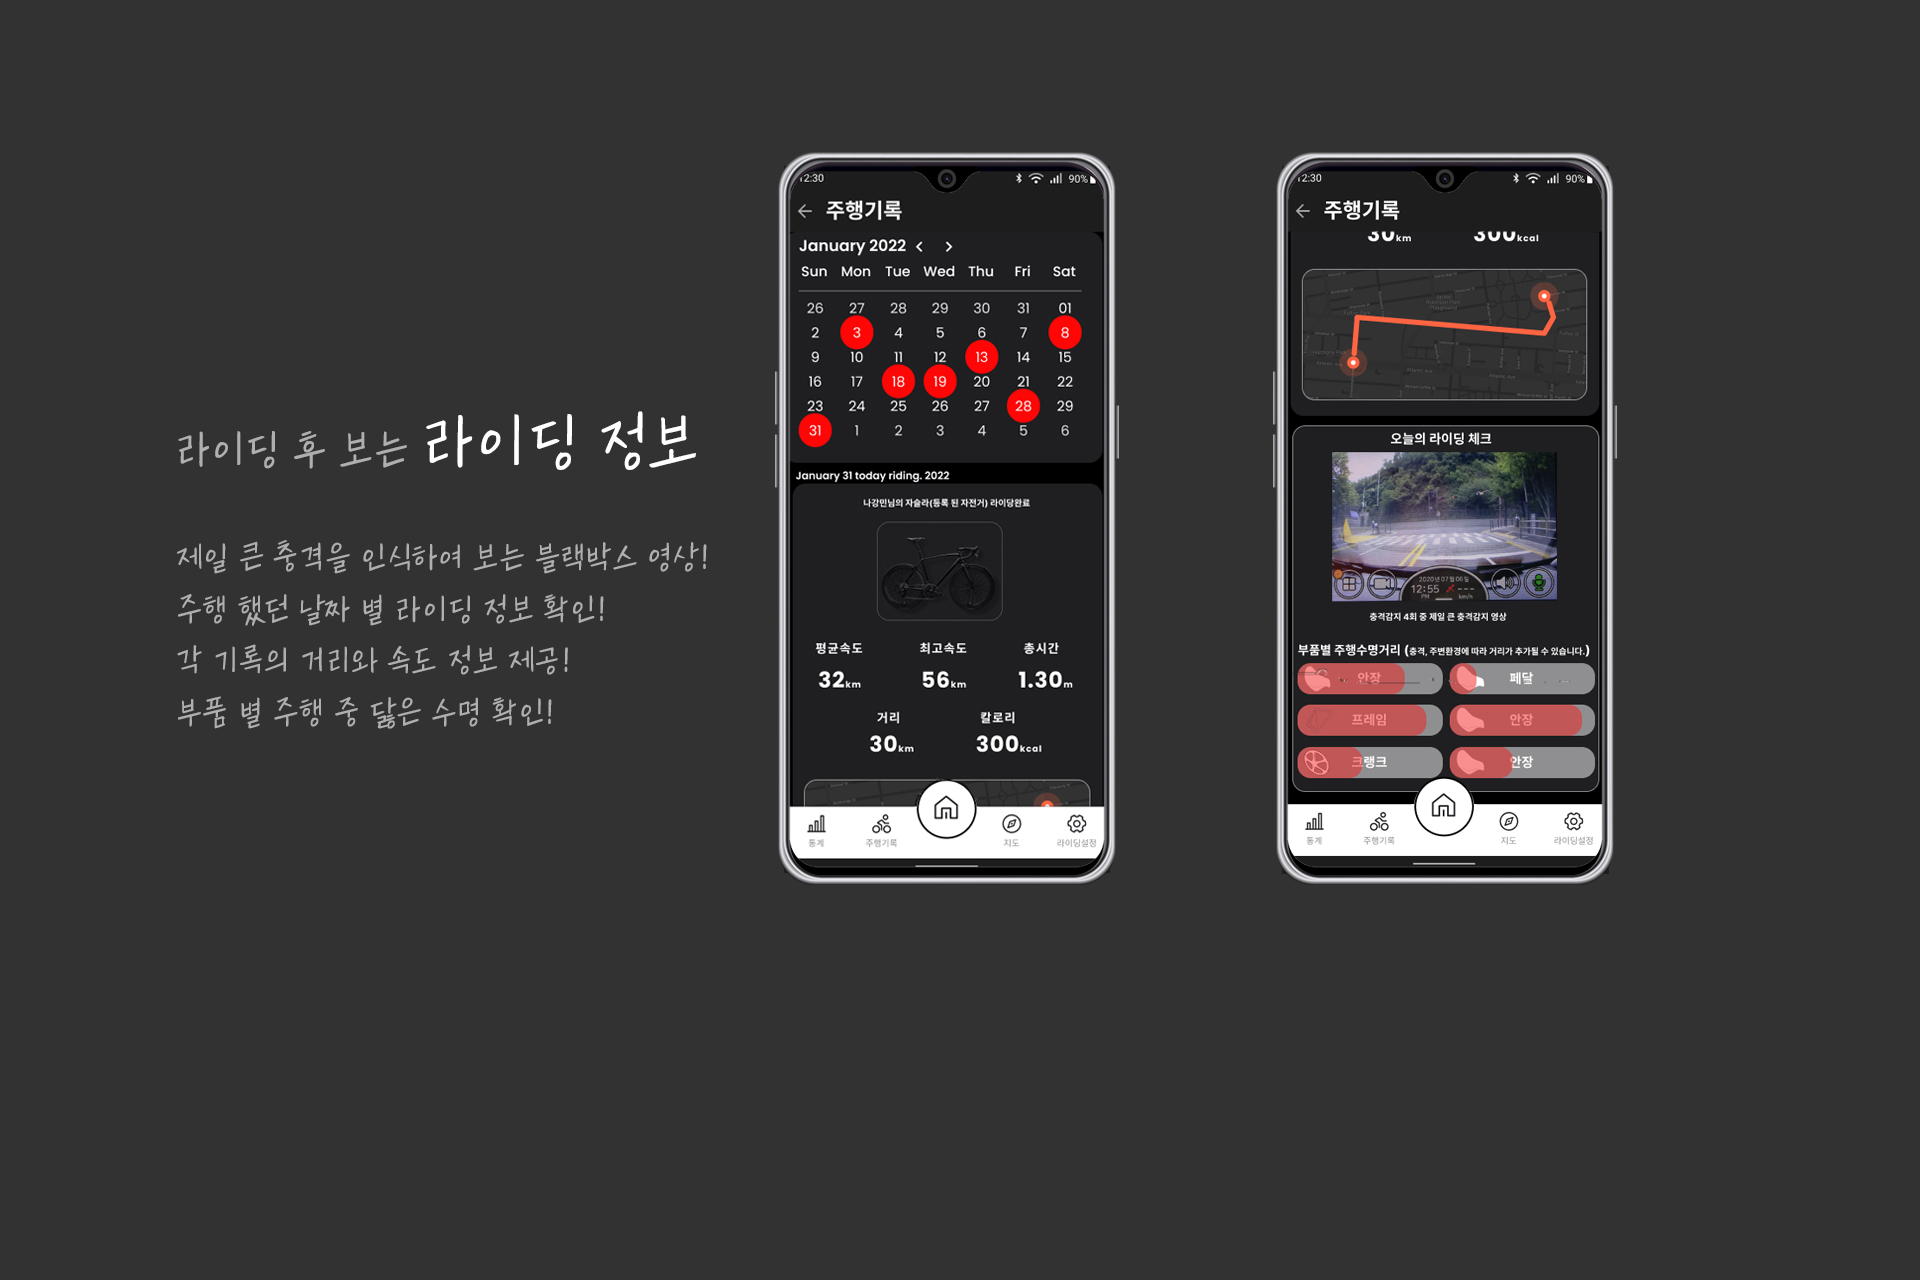 라이딩 후 보는 라이딩 정보
제일 큰 충격을 인식하여 보는 블랙박스 영상!
주행 했던 날짜 별 라이딩 정보 확인!
각 기록의 거리와 속도 정보 제공!
부품 별 주행 중 닳은 수명 확인!
12:30 90%
주행기록
January 2022
Sun Mon Tue Wed Thu Fri Sat
26 27 28 29 30 31 01
2 3 4 5 6 7 8
9 10 11 12 13 14 15
16 17 18 19 20 21 22
23 24 25 26 27 28 29
31 1 2 3 4 5 6
January 31 today riding. 2022
나강민님의 자슬라(등록 된 자전거) 라이당완료
평균속도 최고속도 총시간
32km 56km 1.30m
거리 칼로리
30km 300kcal
통계 주행기록 지도 라이딩설정
12:30 90%
주행기록
30km 300kcal
오늘의 라이딩 체크
2020년 07월 06일
12:55
PM --- km/h
충격감지 4회 중 제일 큰 충격감지 영상
부품별 주행수명거리 (충격, 주변환경에 따라 거리가 추가될 수 있습니다.)
안장 페달
프레임 안장
크랭크 안장
통계 주행기록 지도 라이딩설정